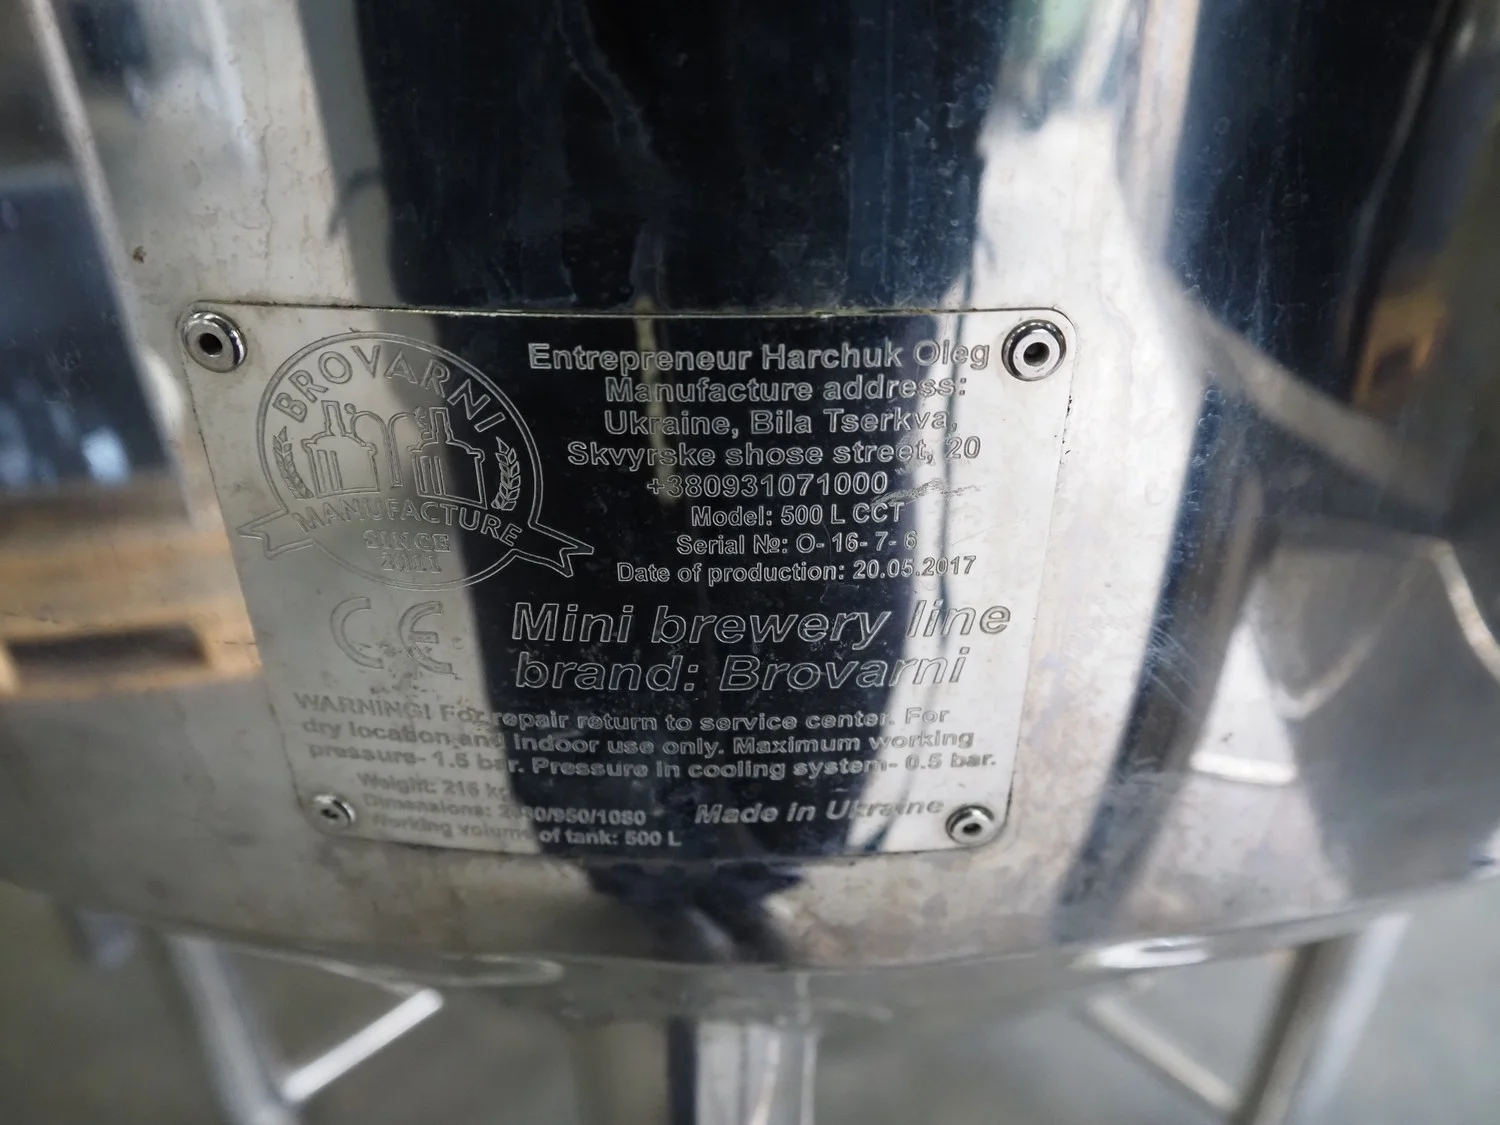 BROVARNI
MANUFACTURE
SINCE
2011
Entrepreneur Harchuk Oleg
Manufacture address:
Ukraine, Bila Tserkva,
Skvyrske shose street, 20
+380931071000
Model: 500 L CCT
Serial №: O- 16- 7- 6
Date of production: 20.05.2017
CE
Mini brewery line
brand: Brovarni
WARNING! For repair return to service center. For
dry location and indoor use only. Maximum working
pressure- 1.5 bar. Pressure in cooling system- 0.5 bar.
Weight: 216 kg
Dimensions: /950/1080
Working volume of tank: 500 L
Made in Ukraine